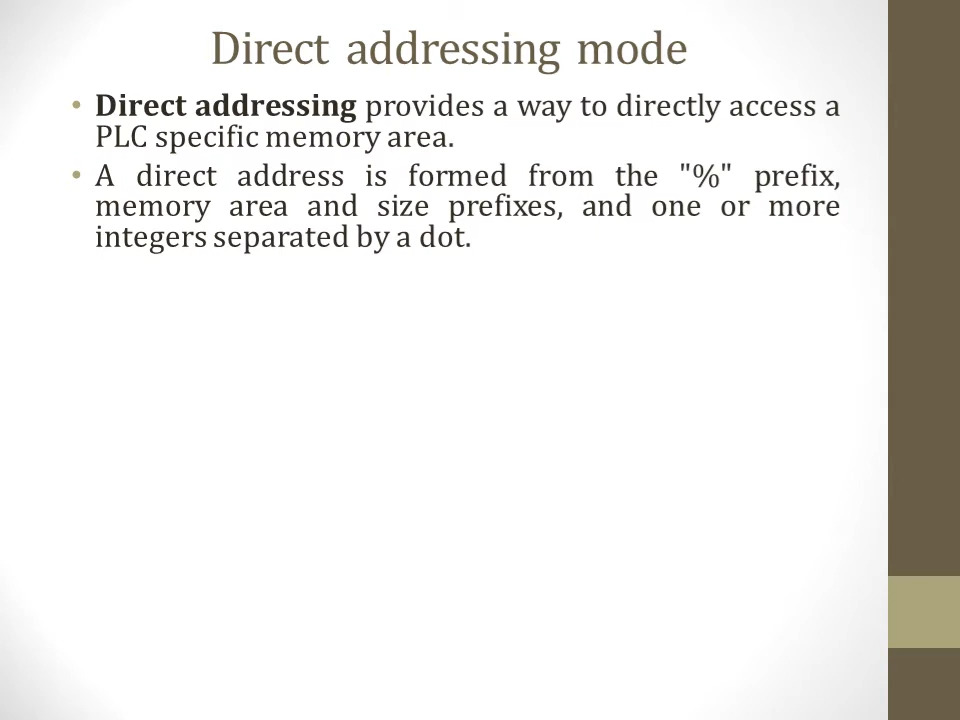 Direct addressing mode
• Direct addressing provides a way to directly access a
PLC specific memory area.
• A direct address is formed from the "%" prefix,
memory area and size prefixes, and one or more
integers separated by a dot.